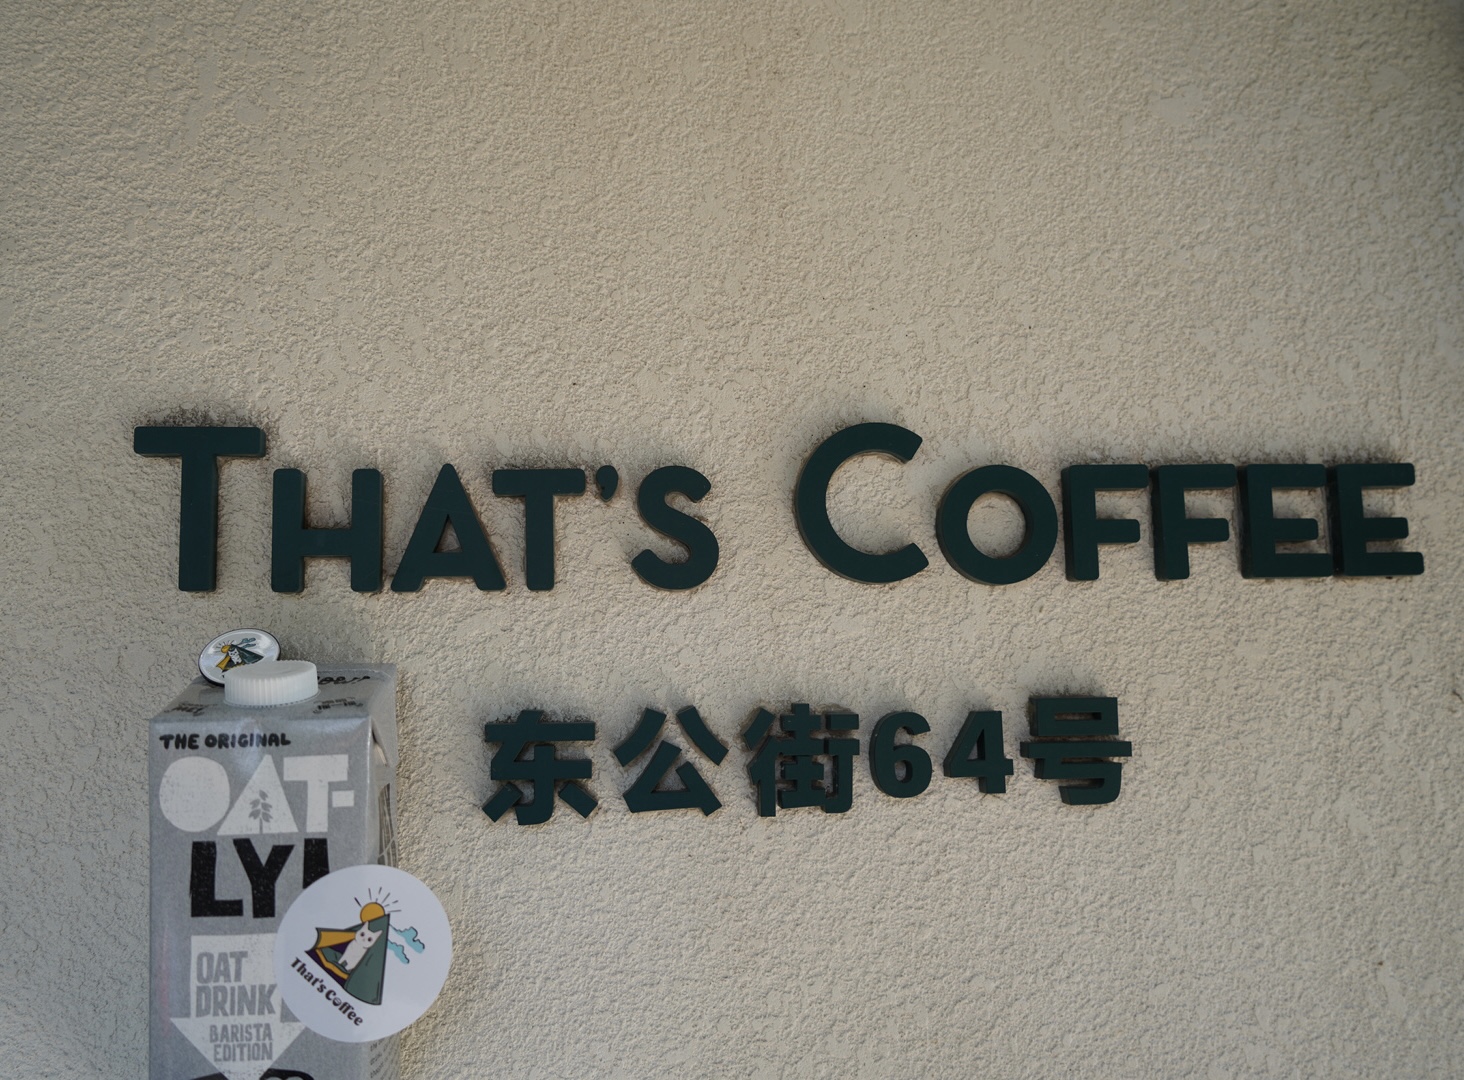 THAT'S COFFEE
东公街64号
THE ORIGINAL
OAT-
LY!
OAT
DRINK
BARISTA
EDITION
That's Coffee